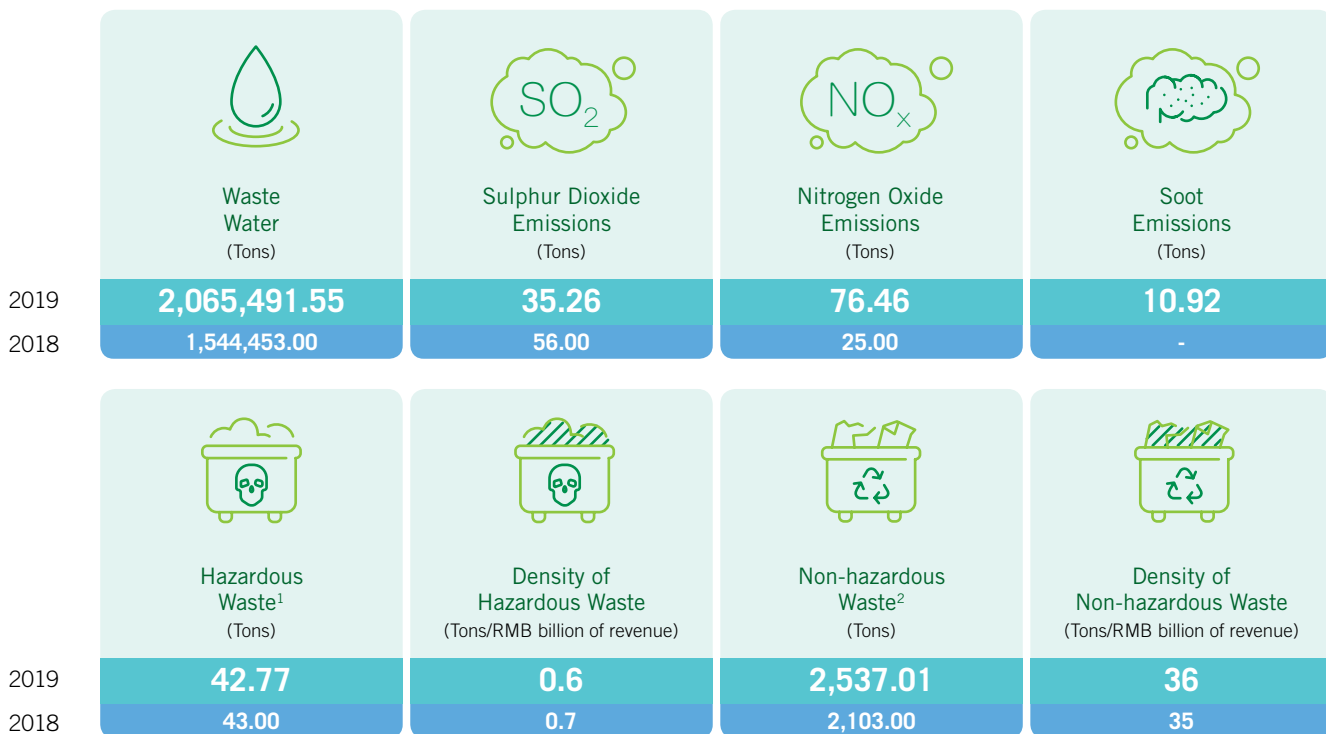 SO2
NOx
Waste
Water
(Tons)
Sulphur Dioxide
Emissions
(Tons)
Nitrogen Oxide
Emissions
(Tons)
Soot
Emissions
(Tons)
2019 2,065,491.55 35.26 76.46 10.92
2018 1,544,453.00 56.00 25.00 -
Hazardous
Waste1
(Tons)
Density of
Hazardous Waste
(Tons/RMB billion of revenue)
Non-hazardous
Waste2
(Tons)
Density of
Non-hazardous Waste
(Tons/RMB billion of revenue)
2019 42.77 0.6 2,537.01 36
2018 43.00 0.7 2,103.00 35